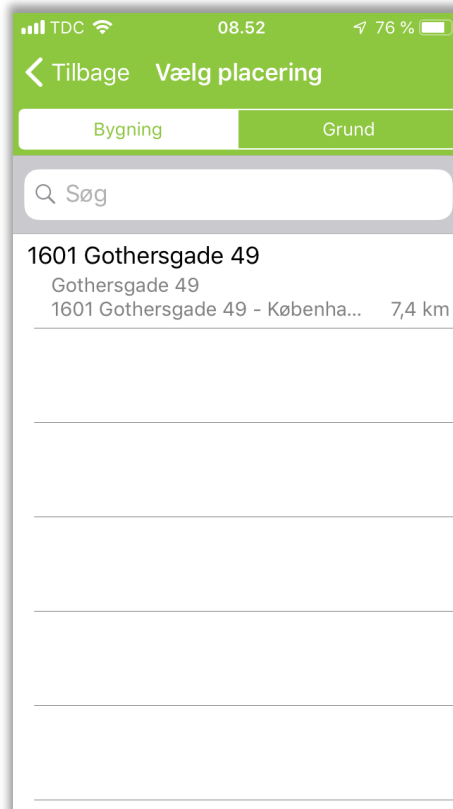 TDC 08.52 76 %
Tilbage Vælg placering
Bygning Grund
Søg
1601 Gothersgade 49
Gothersgade 49
1601 Gothersgade 49 - Københa... 7,4 km